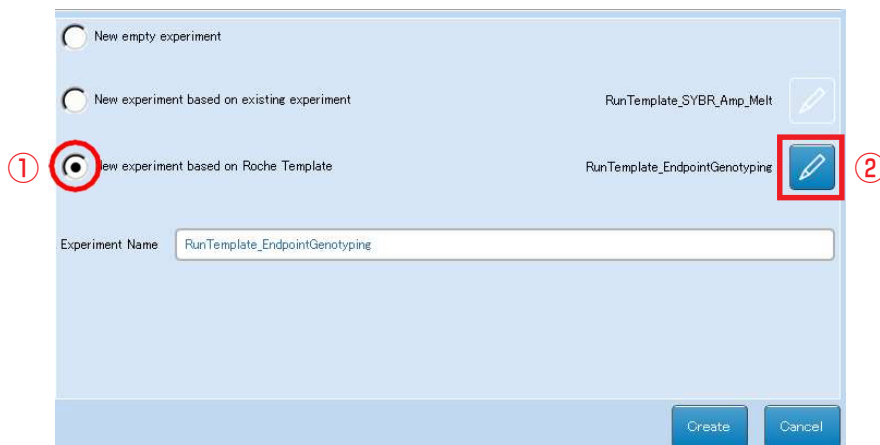 New empty experiment
New experiment based on existing experiment RunTemplate_SYBR_Amp_Melt
① New experiment based on Roche Template RunTemplate_EndpointGenotyping ②
Experiment Name RunTemplate_EndpointGenotyping
Create Cancel